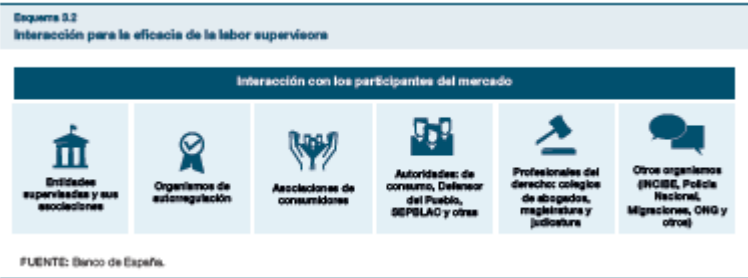 Esquema 3.2
Interacción para la eficacia de la labor supervisora
Interacción con los participantes del mercado
Entidades
supervisadas y sus
asociaciones
Organismos de
autorregulación
Asociaciones de
consumidores
Autoridades: de
consumo, Defensor
del Pueblo,
SEPBLAC y otras
Profesionales del
derecho: colegios
de abogados,
magistratura y
judicatura
Otros organismos
(INCIBE, Policía
Nacional,
Migraciones, ONG y
otros)
FUENTE: Banco de España.